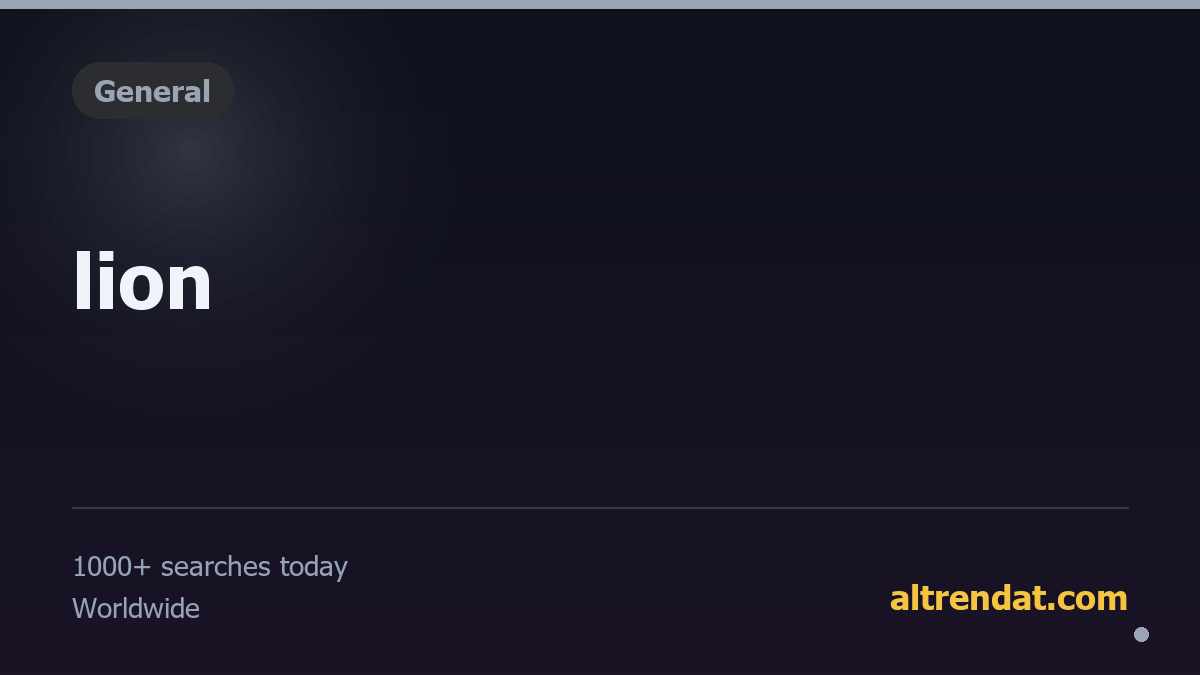 General
lion
1000+ searches today
Worldwide
altrendat.com